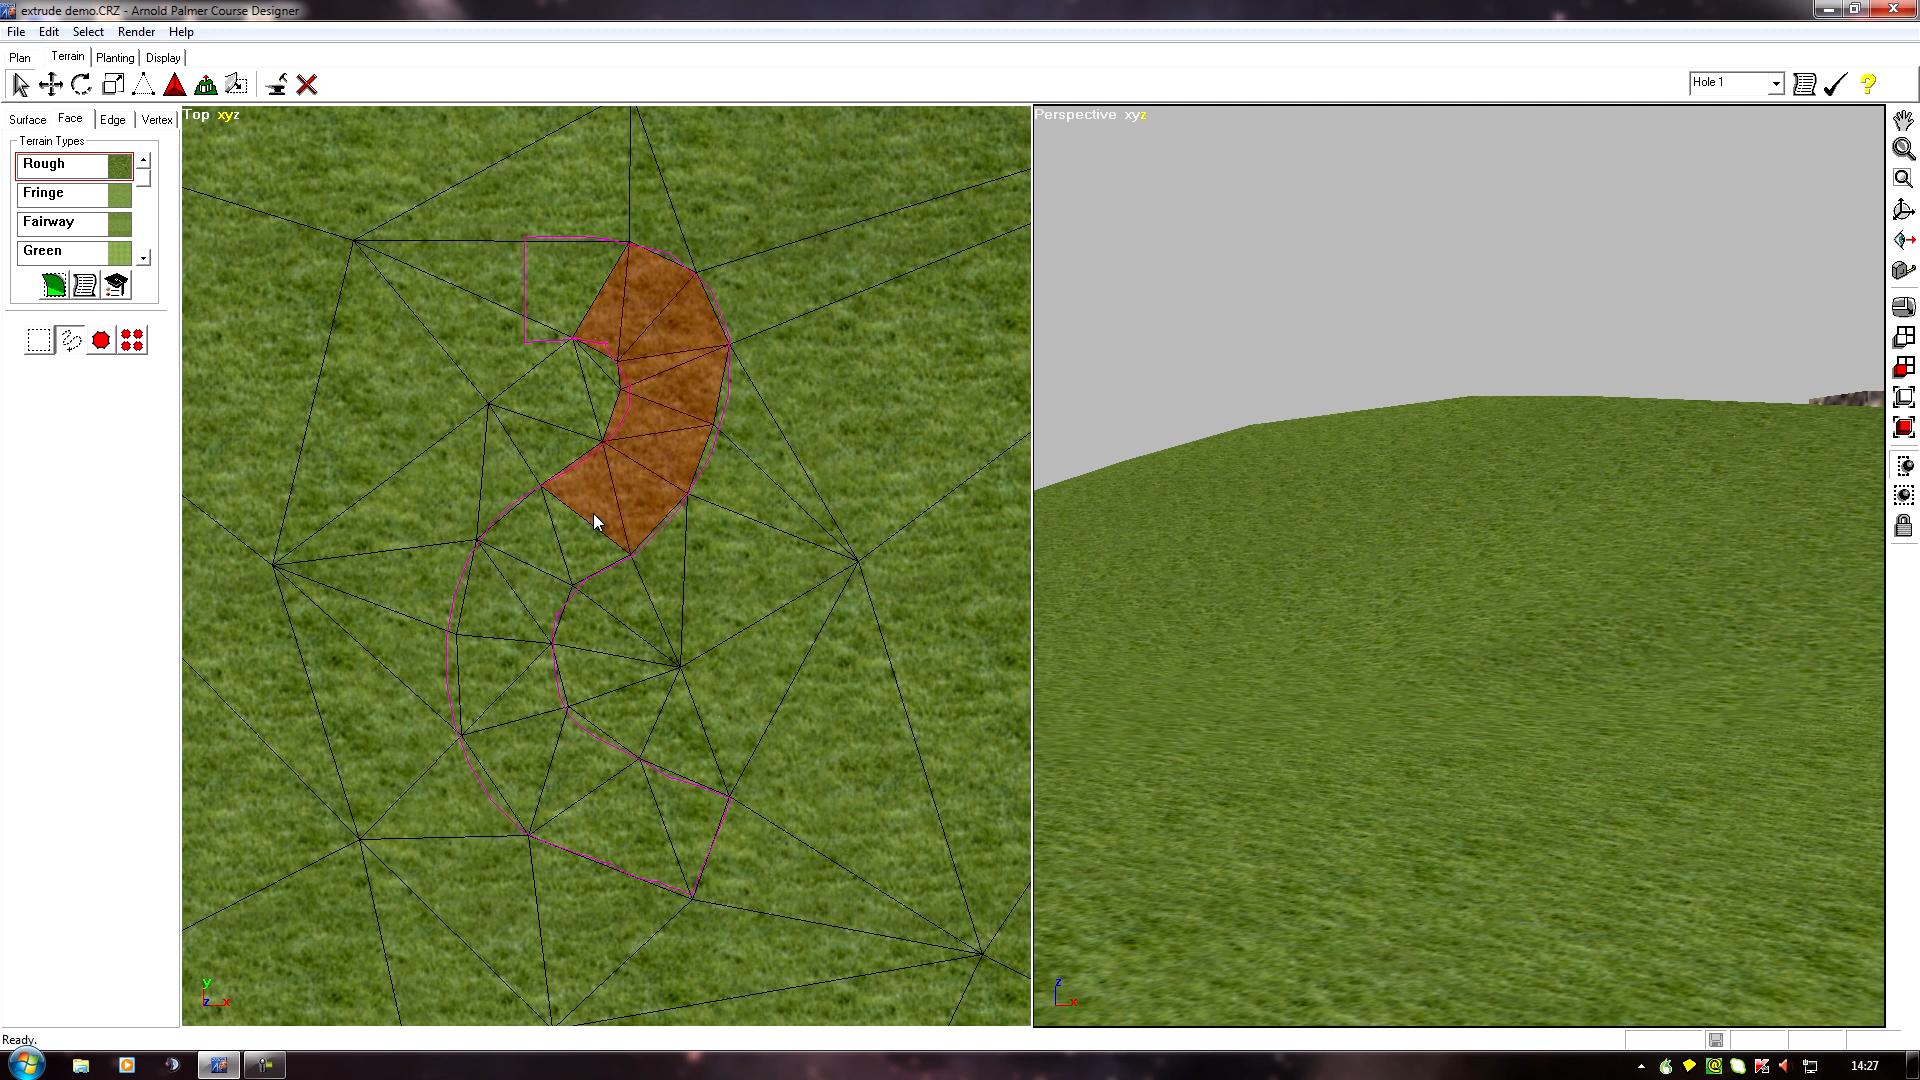 extrude demo.CRZ - Arnold Palmer Course Designer
File Edit Select Render Help
Plan Terrain Planting Display
Hole 1
Surface Face Edge Vertex
Terrain Types
Rough
Fringe
Fairway
Green
Top xyz
Perspective xyz
y
z x
z
x
Ready.
14:27